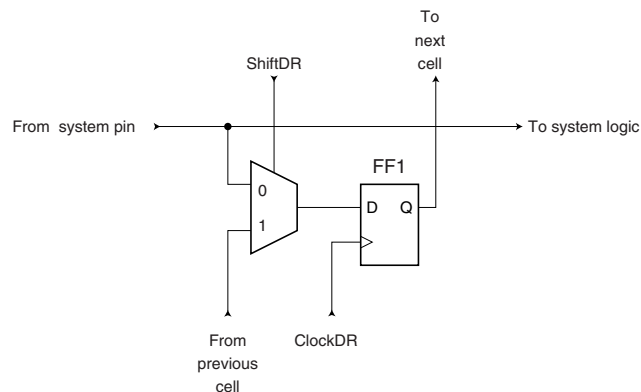 To
next
cell
ShiftDR
From system pin
To system logic
FF1
0
D Q
1
From
previous
cell
ClockDR